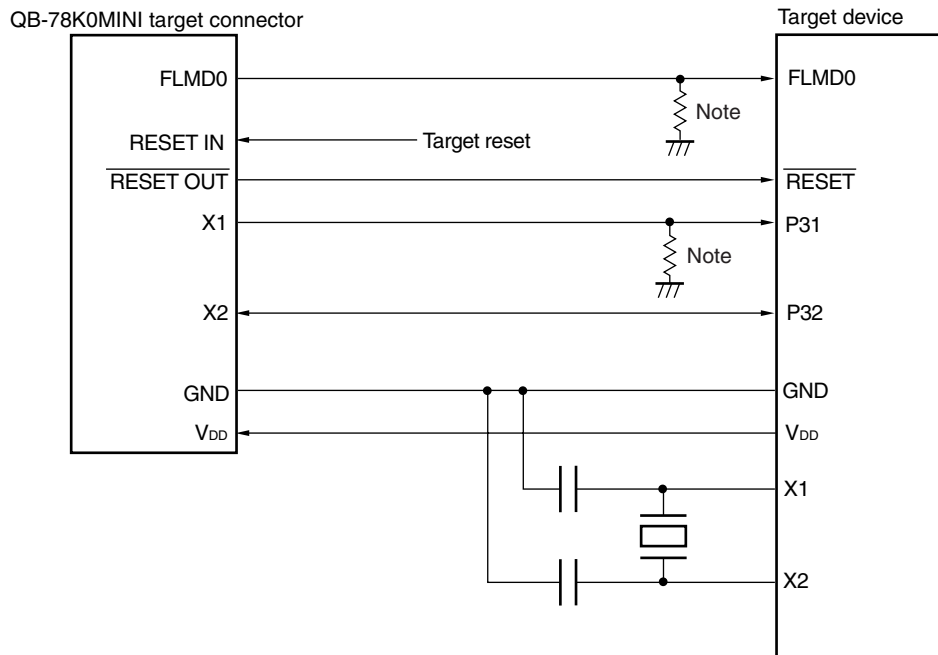 QB-78K0MINI target connector
Target device
FLMD0
FLMD0
Note
RESET IN
Target reset
RESET OUT
RESET
X1
P31
Note
X2
P32
GND
GND
VDD
VDD
X1
X2